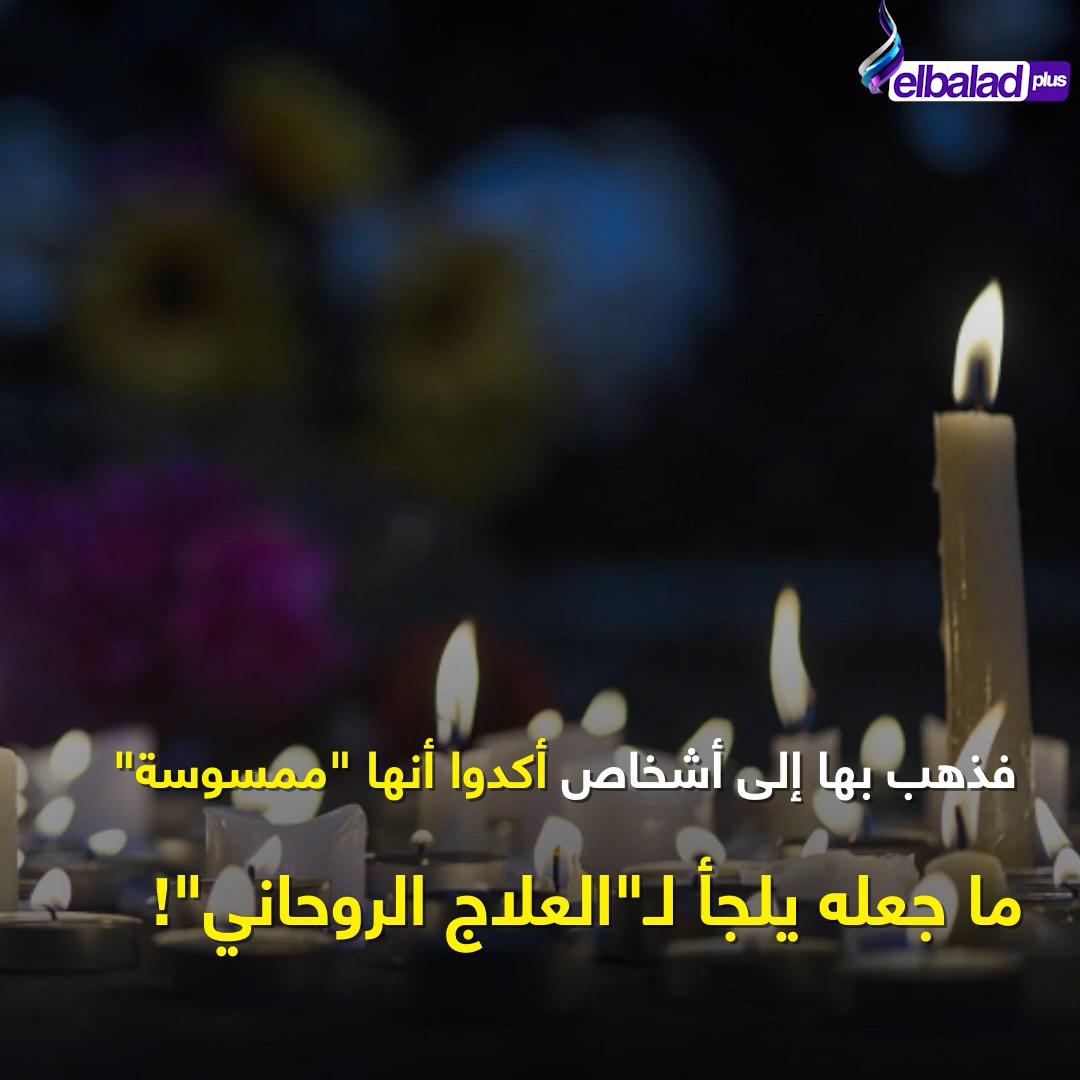 elbalad plus
فذهب بها إلى أشخاص أكدوا أنها "ممسوسة"
ما جعله يلجأ لـ"العلاج الروحاني"!